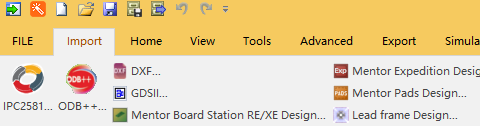 FILE Import Home View Tools Advanced Export Simula
DXF... Mentor Expedition Desig
GDSII... Mentor Pads Design...
IPC2581... ODB++... Mentor Board Station RE/XE Design... Lead frame Design...